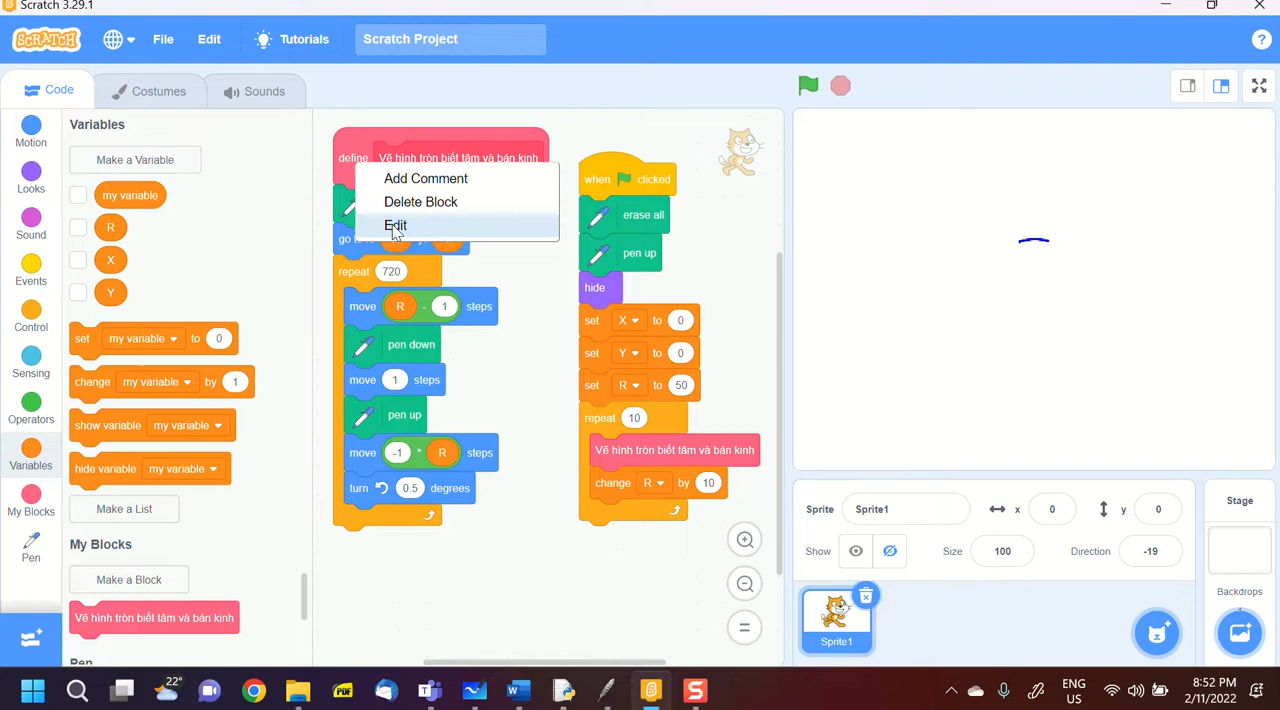 Scratch 3.29.1
SCRATCH File Edit Tutorials Scratch Project ?
Code Costumes Sounds
Motion
Looks
Sound
Events
Control
Sensing
Operators
Variables
My Blocks
Pen
Variables
Make a Variable
my variable
R
X
Y
set my variable to 0
change my variable by 1
show variable my variable
hide variable my variable
Make a List
My Blocks
Make a Block
Vẽ hình tròn biết tâm và bán kinh
Pen
define Vẽ hình tròn biết tâm và bán kinh
Add Comment
Delete Block
Edit
repeat 720
move R - 1 steps
pen down
move 1 steps
pen up
move -1 * R steps
turn 0.5 degrees
when clicked
erase all
pen up
hide
set X to 0
set Y to 0
set R to 50
repeat 10
Vẽ hình tròn biết tâm và bán kinh
change R by 10
Sprite Sprite1 x 0 y 0
Show Size 100 Direction -19
Sprite1
Stage
Backdrops
22°
PDF
ENG
US
8:52 PM
2/11/2022